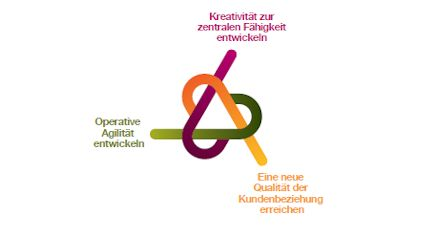 Kreativität zur
zentralen Fähigkeit
entwickeln
Operative
Agilität
entwickeln
Eine neue
Qualität der
Kundenbeziehung
erreichen